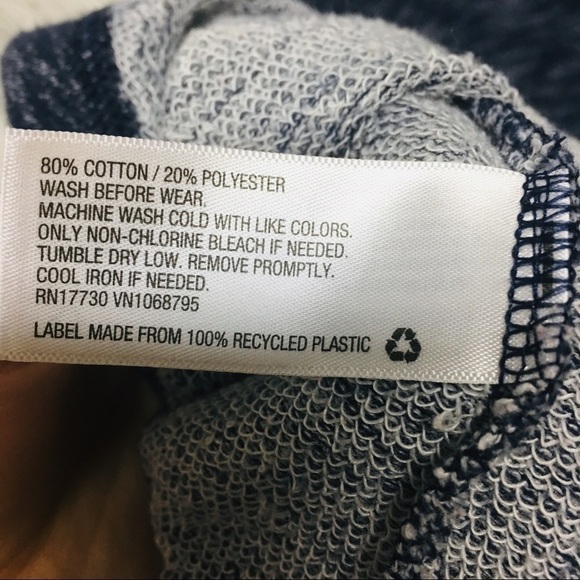 80% COTTON / 20% POLYESTER
WASH BEFORE WEAR.
MACHINE WASH COLD WITH LIKE COLORS.
ONLY NON-CHLORINE BLEACH IF NEEDED.
TUMBLE DRY LOW. REMOVE PROMPTLY.
COOL IRON IF NEEDED.
RN17730 VN1068795
LABEL MADE FROM 100% RECYCLED PLASTIC